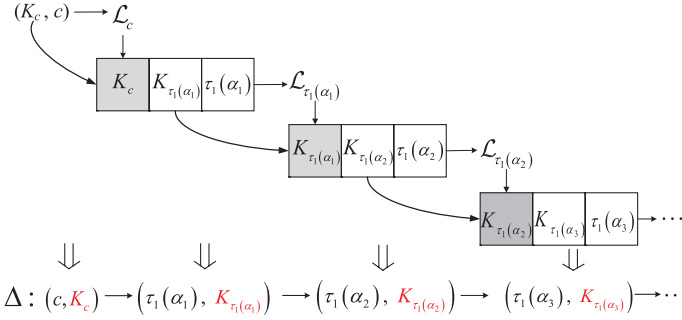 (K_c, c) → ℒ_c
K_c K_{τ₁(α₁)} τ₁(α₁) → ℒ_{τ₁(α₁)}
K_{τ₁(α₁)} K_{τ₁(α₂)} τ₁(α₂) → ℒ_{τ₁(α₂)}
K_{τ₁(α₂)} K_{τ₁(α₃)} τ₁(α₃) → ⋯
Δ : (c, K_c) → (τ₁(α₁), K_{τ₁(α₁)}) → (τ₁(α₂), K_{τ₁(α₂)}) → (τ₁(α₃), K_{τ₁(α₃)}) → ··